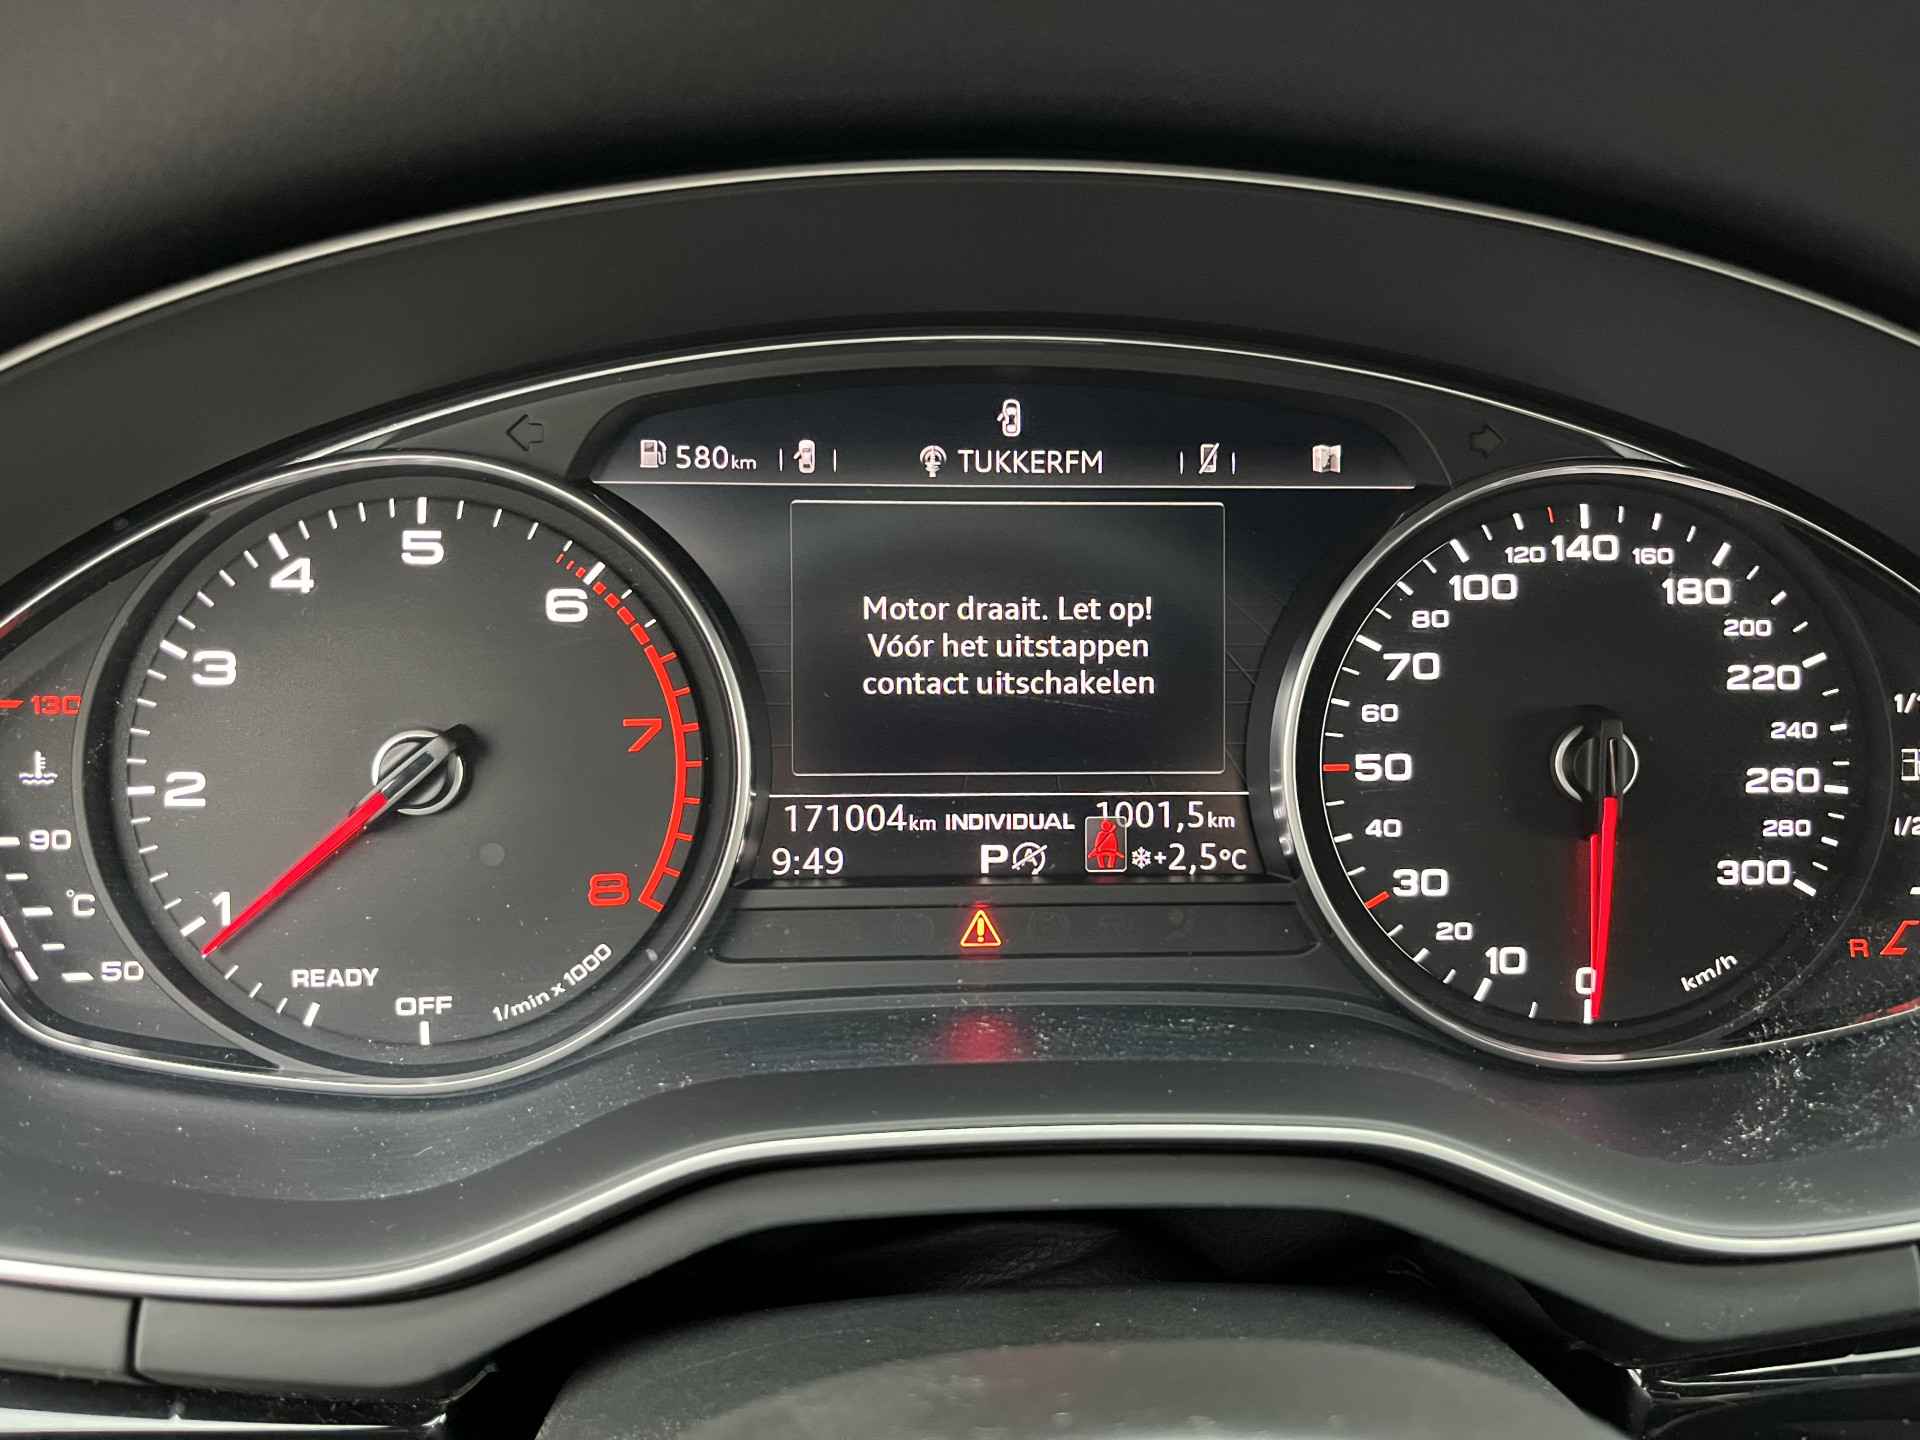 580km TUKKERFM
Motor draait. Let op!
Vóór het uitstappen
contact uitschakelen
171004km INDIVIDUAL 1001,5km
9:49 P +2,5°C
130
90
°C
50
1
2
3
4
5
6
7
8
READY
OFF
1/min x 1000
0
10
20
30
40
50
60
70
80
100
120
140
160
180
200
220
240
260
280
300
km/h
1/2
R